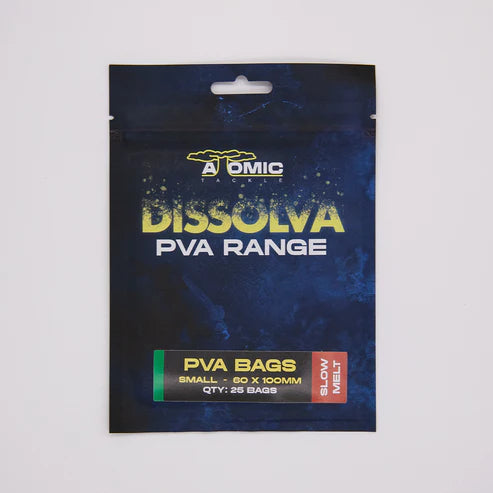 ATOMIC
TACKLE
DISSOLVA
PVA RANGE
PVA BAGS
SMALL - 60 X 100MM
QTY: 25 BAGS
SLOW
MELT